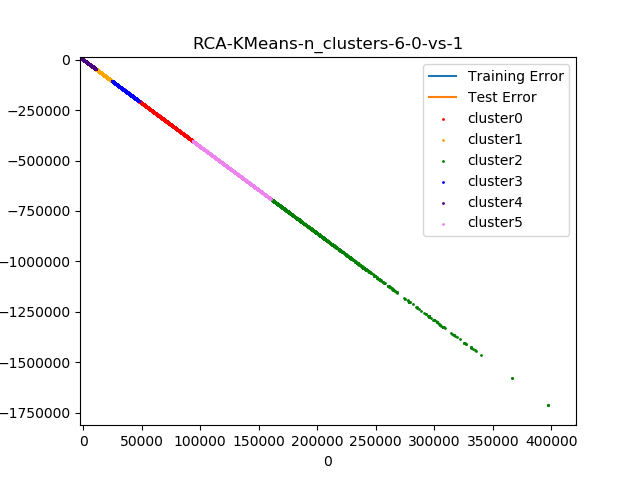 RCA-KMeans-n_clusters-6-0-vs-1
0
−250000
−500000
−750000
−1000000
−1250000
−1500000
−1750000
Training Error
Test Error
cluster0
cluster1
cluster2
cluster3
cluster4
cluster5
0 50000 100000 150000 200000 250000 300000 350000 400000
0